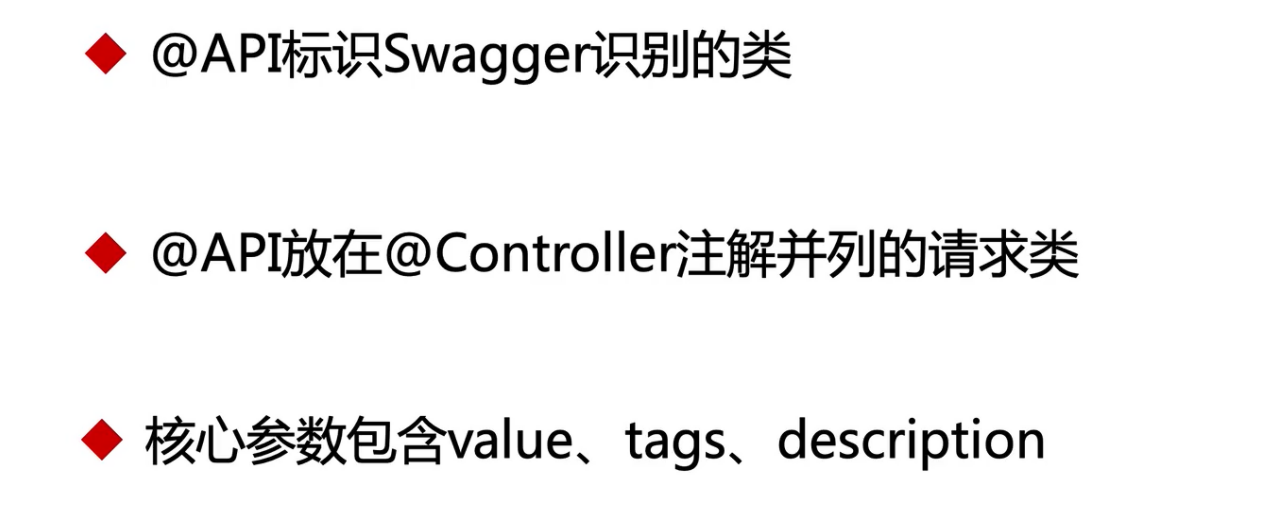 @API标识Swagger识别的类
@API放在@Controller注解并列的请求类
核心参数包含value、tags、description